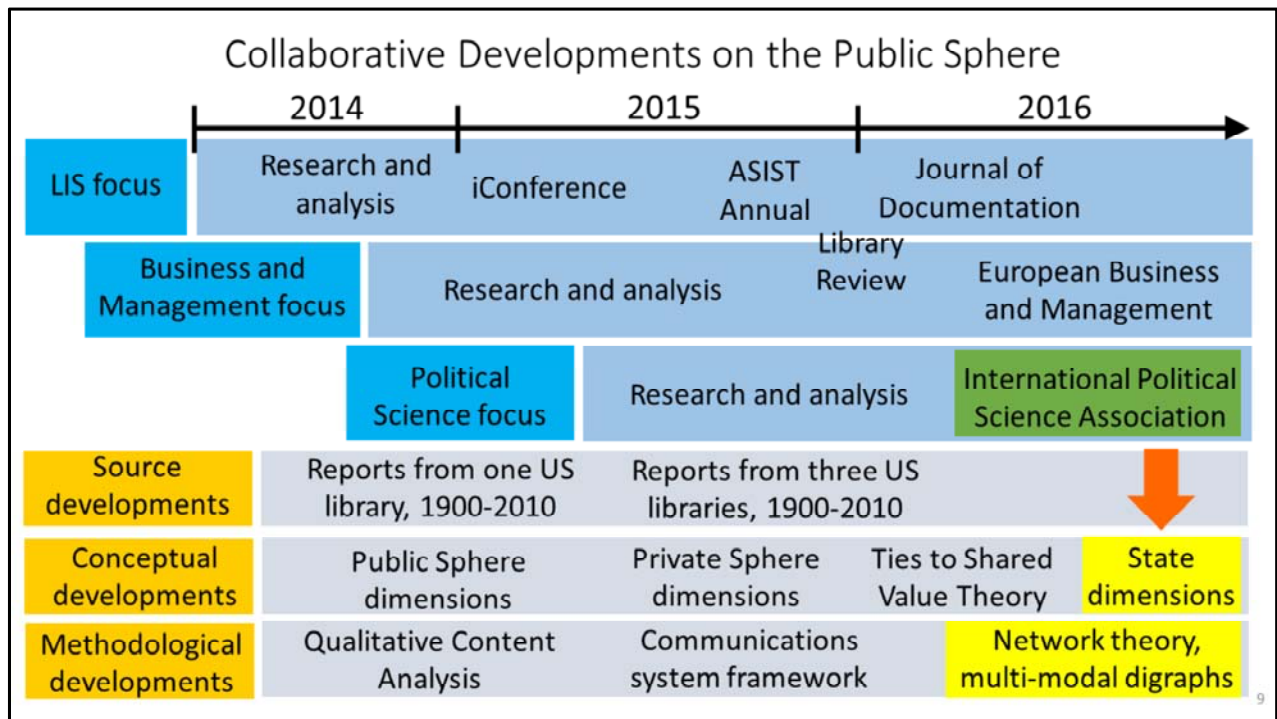 Collaborative Developments on the Public Sphere
2014
2015
2016
LIS focus
Research and
analysis
iConference
ASIST
Annual
Journal of
Documentation
Library
Review
Business and
Management focus
Research and analysis
European Business
and Management
Political
Science focus
Research and analysis
International Political
Science Association
Source
developments
Reports from one US
library, 1900-2010
Reports from three US
libraries, 1900-2010
Conceptual
developments
Public Sphere
dimensions
Private Sphere
dimensions
Ties to Shared
Value Theory
State
dimensions
Methodological
developments
Qualitative Content
Analysis
Communications
system framework
Network theory,
multi-modal digraphs
9